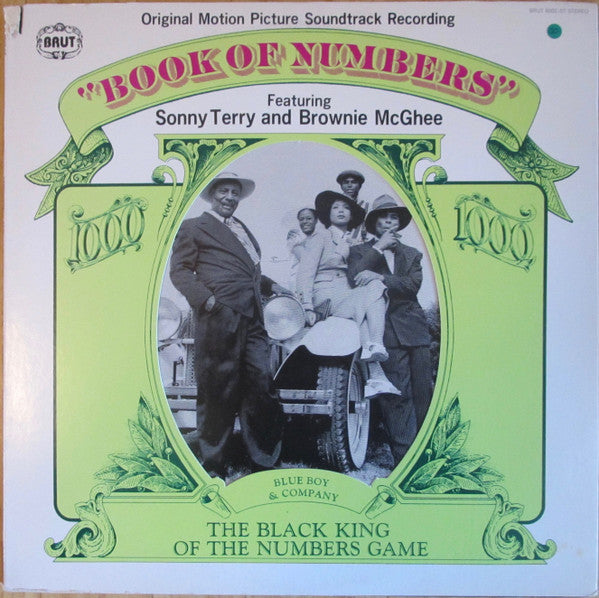 Original Motion Picture Soundtrack Recording
BRUT
"BOOK OF NUMBERS"
Featuring
Sonny Terry and Brownie McGhee
1000
1000
BLUE BOY
& COMPANY
THE BLACK KING
OF THE NUMBERS GAME